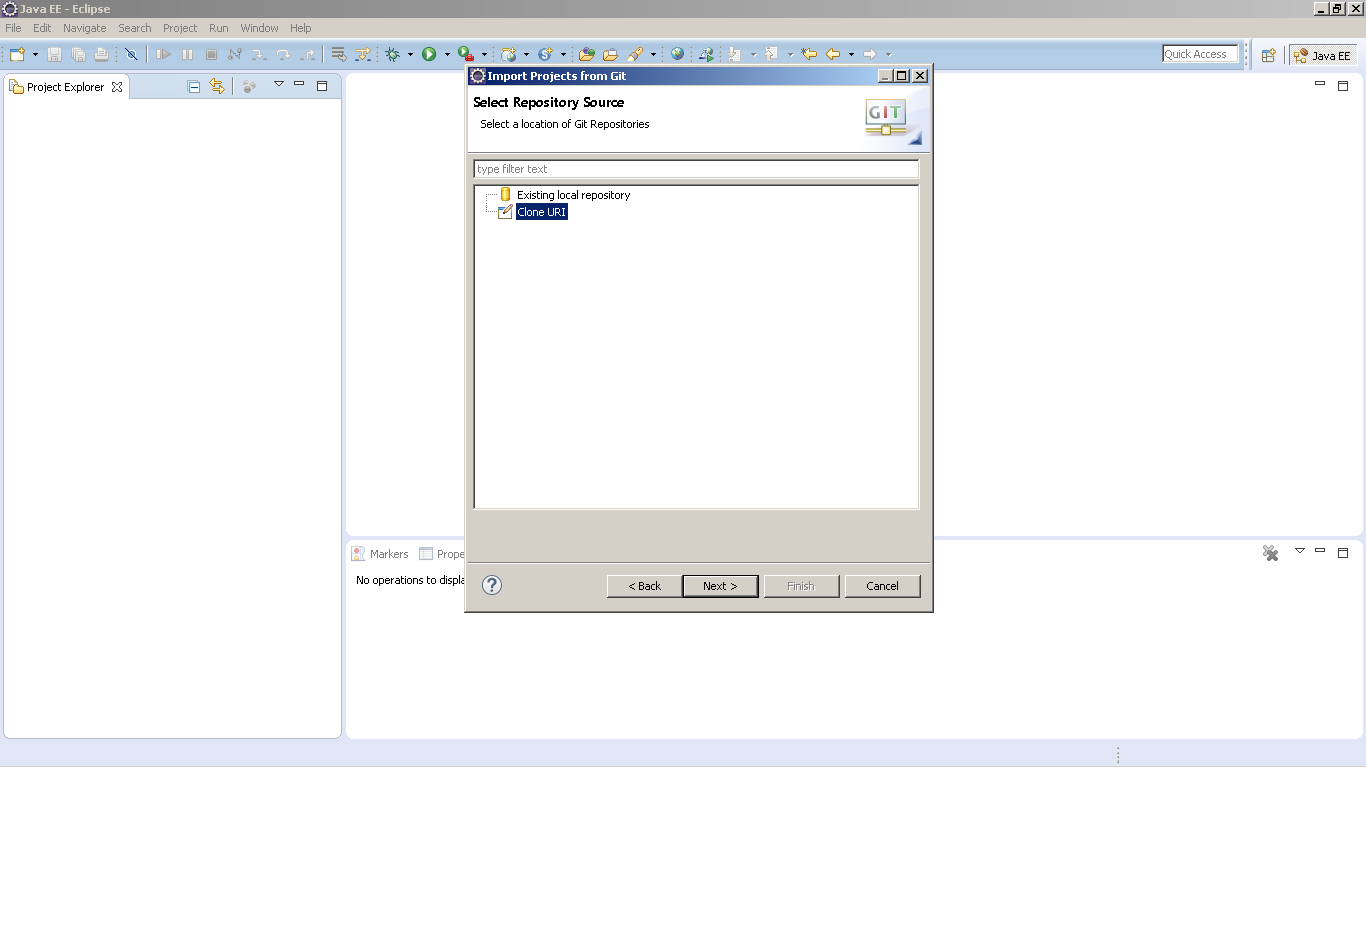 Java EE - Eclipse
File Edit Navigate Search Project Run Window Help
Quick Access
Java EE
Project Explorer
Import Projects from Git
Select Repository Source
Select a location of Git Repositories
GIT
type filter text
Existing local repository
Clone URI
Markers Prope
No operations to displa
? < Back Next > Finish Cancel